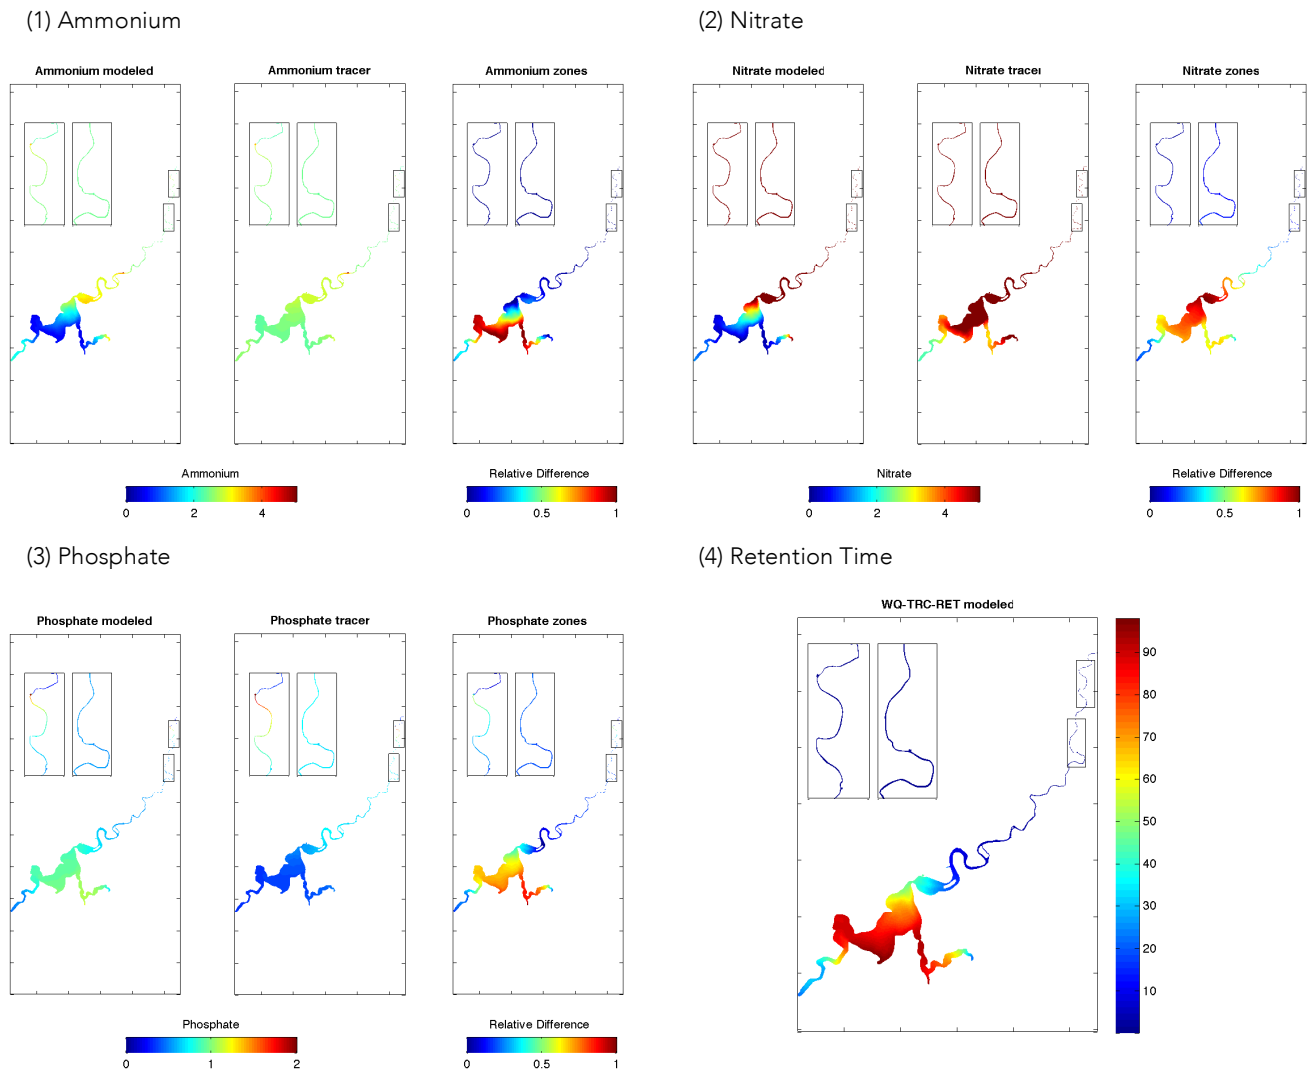 (1) Ammonium
(2) Nitrate
Ammonium modeled
Ammonium tracer
Ammonium zones
Nitrate modeled
Nitrate tracer
Nitrate zones
Ammonium
0 2 4
Relative Difference
0 0.5 1
Nitrate
0 2 4
Relative Difference
0 0.5 1
(3) Phosphate
(4) Retention Time
Phosphate modeled
Phosphate tracer
Phosphate zones
WQ-TRC-RET modeled
90
80
70
60
50
40
30
20
10
Phosphate
0 1 2
Relative Difference
0 0.5 1